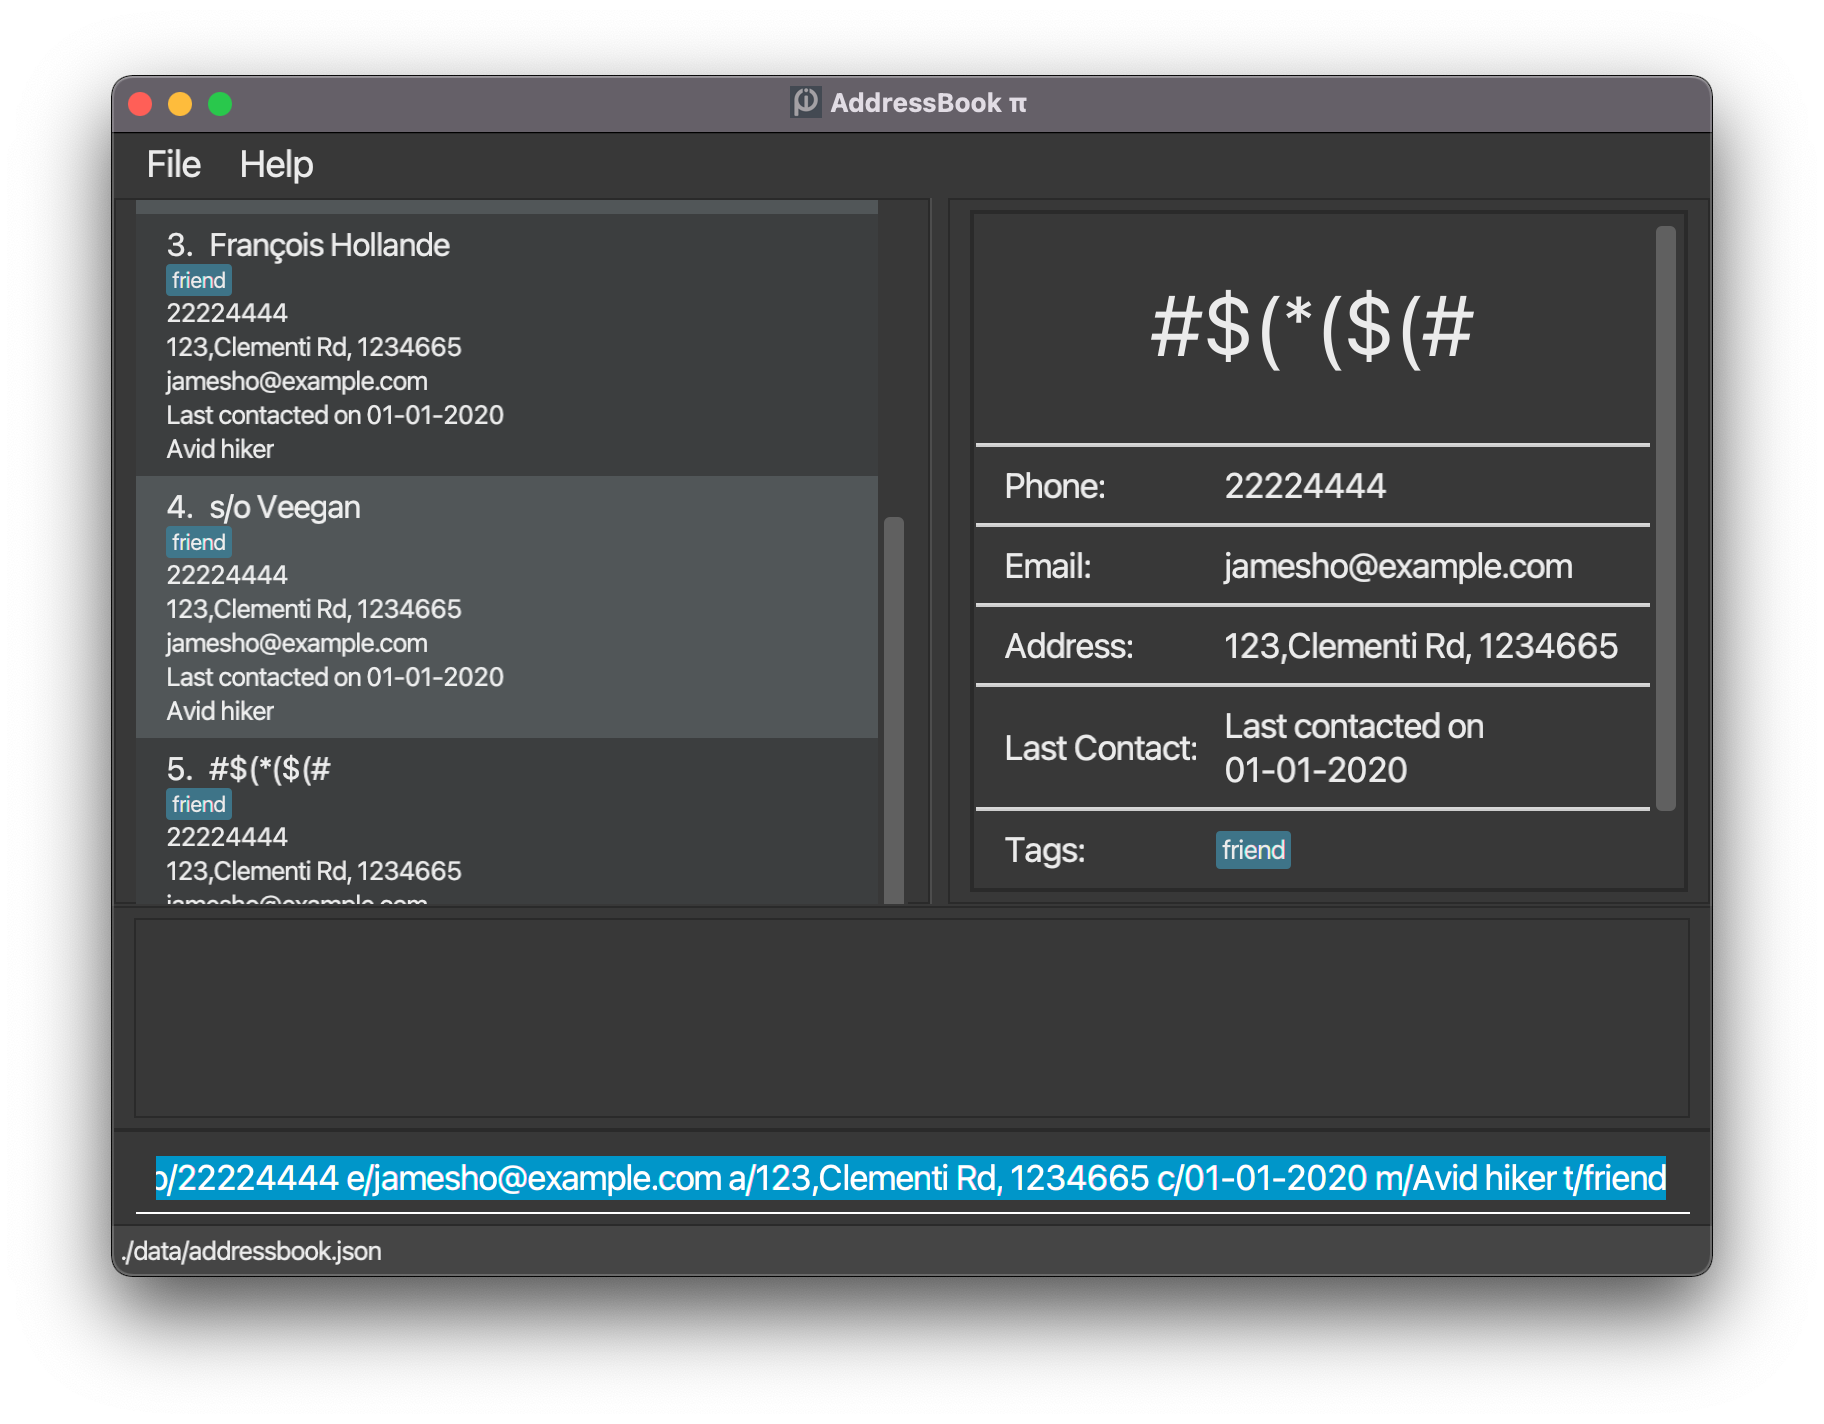 AddressBook π
File Help
3. François Hollande
friend
22224444
123,Clementi Rd, 1234665
jamesho@example.com
Last contacted on 01-01-2020
Avid hiker
4. s/o Veegan
friend
22224444
123,Clementi Rd, 1234665
jamesho@example.com
Last contacted on 01-01-2020
Avid hiker
5. #$(*($(#
friend
22224444
123,Clementi Rd, 1234665
jamesho@example.com
#$(*($(#
Phone: 22224444
Email: jamesho@example.com
Address: 123,Clementi Rd, 1234665
Last Contact: Last contacted on
01-01-2020
Tags: friend
p/22224444 e/jamesho@example.com a/123,Clementi Rd, 1234665 c/01-01-2020 m/Avid hiker t/friend
./data/addressbook.json